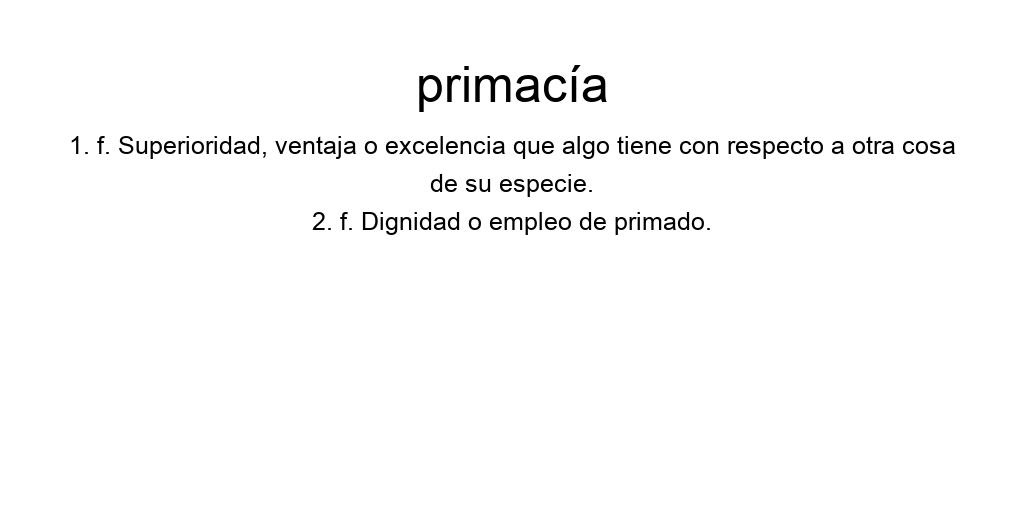 primacía
1. f. Superioridad, ventaja o excelencia que algo tiene con respecto a otra cosa
de su especie.
2. f. Dignidad o empleo de primado.